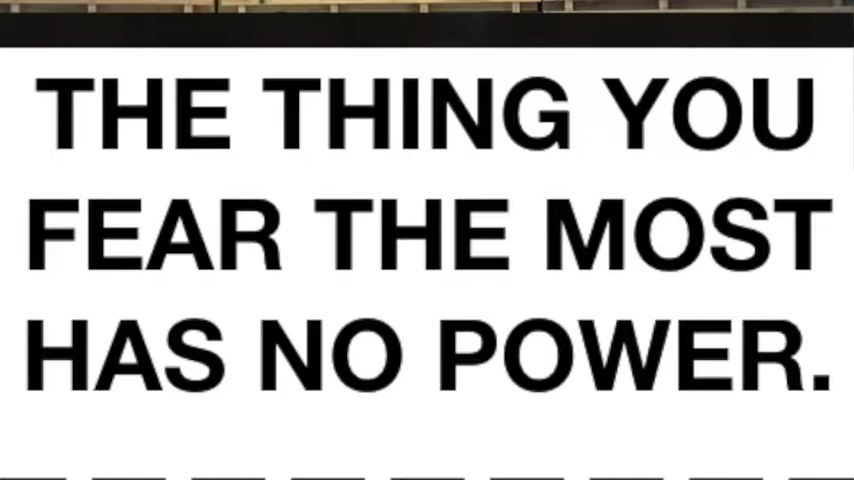 THE THING YOU
FEAR THE MOST
HAS NO POWER.